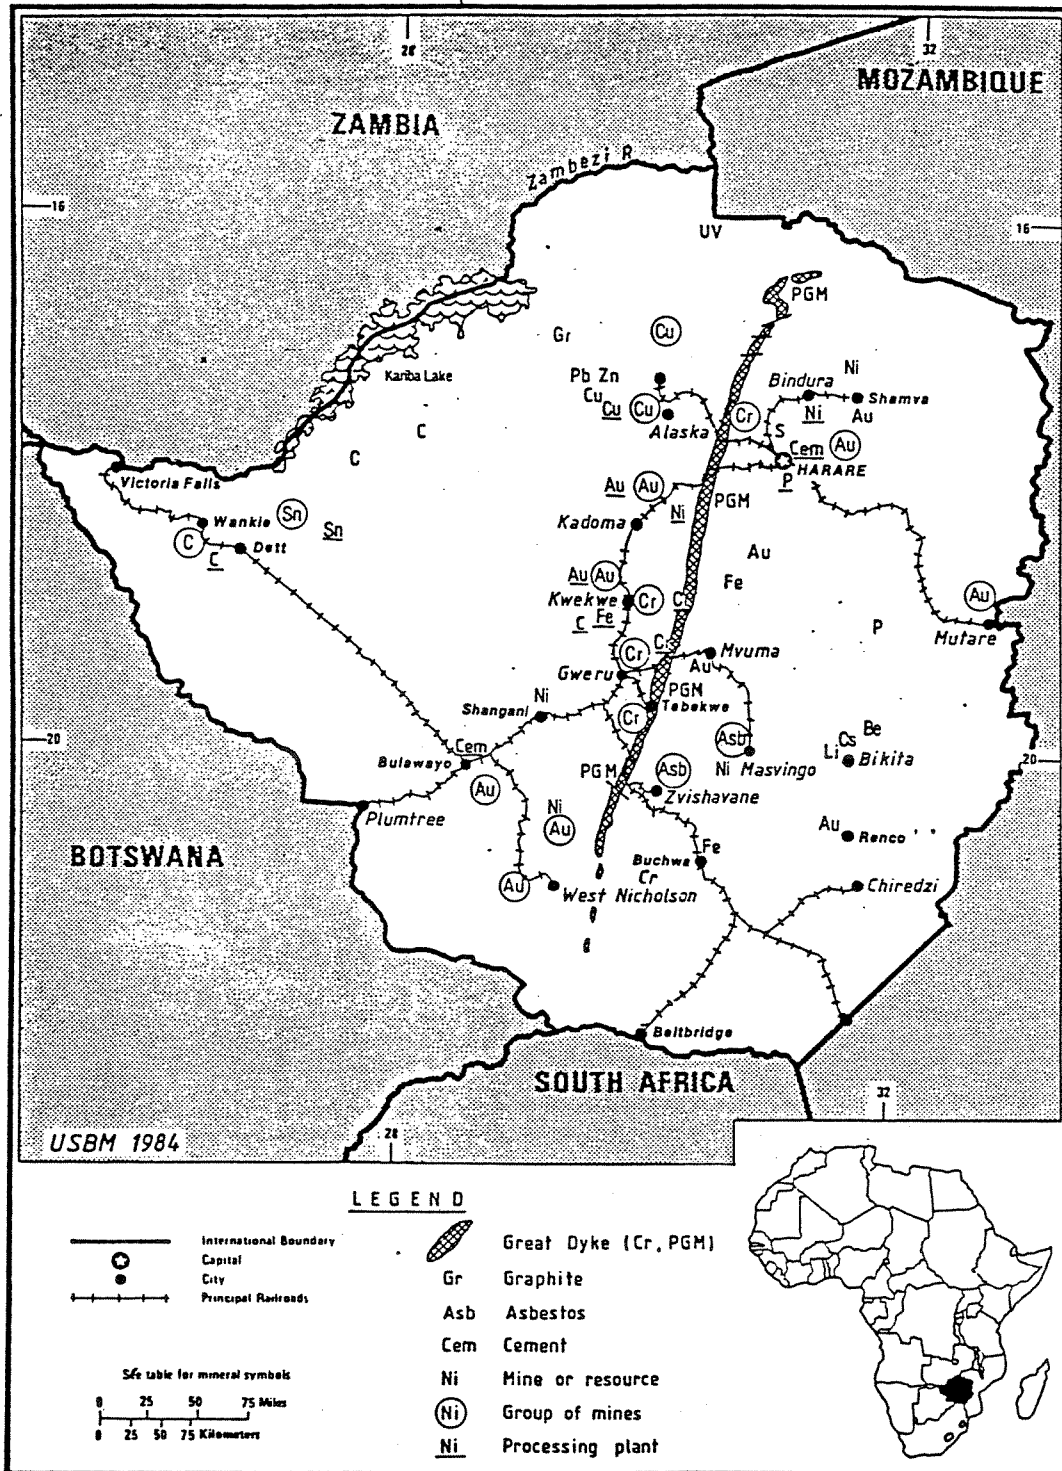 28
32
MOZAMBIQUE
ZAMBIA
Zambezi R
16
16
UV
PGM
Gr
Cu
Kariba Lake
Pb Zn
Cu
Cu
Cu
Alaska
Bindura
Ni
Shamva
Ni
Au
Cr
S
C
C
Cem
Au
HARARE
P
Victoria Falls
Au
Au
Ni
PGM
Kadoma
Wankie
Sn
Sn
C
C
Dett
Au
Au
Au
Fe
Kwekwe
Cr
C
Fe
Au
Mutare
P
Cr
Cr
Mvuma
Au
Gweru
PGM
Tebekwe
Ni
Shangani
Cr
Asb
Cs
Be
Li
Bikita
20
20
Cem
Bulawayo
Ni
Masvingo
PGM
Asb
Zvishavane
Au
Plumtree
Ni
Au
Au
Renco
BOTSWANA
Buchwa
Fe
Cr
Au
West Nicholson
Chiredzi
Beitbridge
SOUTH AFRICA
32
28
USBM 1984
LEGEND
International Boundary
Capital
City
Principal Railroads
See table for mineral symbols
0 25 50 75 Miles
0 25 50 75 Kilometers
Great Dyke (Cr, PGM)
Gr Graphite
Asb Asbestos
Cem Cement
Ni Mine or resource
Ni Group of mines
Ni Processing plant